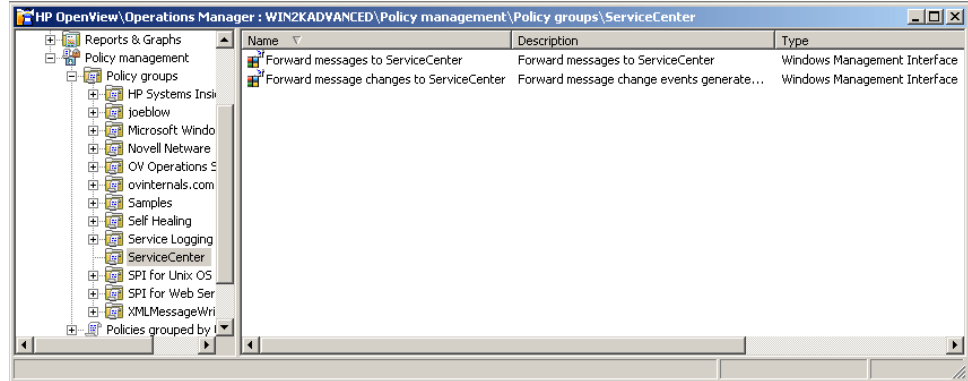 HP OpenView\Operations Manager : WIN2KADVANCED\Policy management\Policy groups\ServiceCenter
Reports & Graphs
Policy management
Policy groups
HP Systems Insi
joeblow
Microsoft Windo
Novell Netware
OV Operations S
ovinternals.com
Samples
Self Healing
Service Logging
ServiceCenter
SPI for Unix OS
SPI for Web Ser
XMLMessageWri
Policies grouped by
Name Description Type
Forward messages to ServiceCenter Forward messages to ServiceCenter Windows Management Interface
Forward message changes to ServiceCenter Forward message change events generate... Windows Management Interface